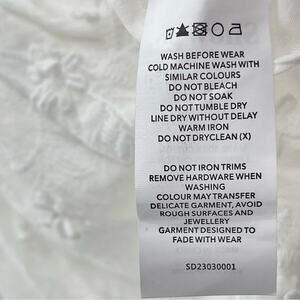 WASH BEFORE WEAR
COLD MACHINE WASH WITH
SIMILAR COLOURS
DO NOT BLEACH
DO NOT SOAK
DO NOT TUMBLE DRY
LINE DRY WITHOUT DELAY
WARM IRON
DO NOT DRYCLEAN (X)
DO NOT IRON TRIMS
REMOVE HARDWARE WHEN
WASHING
COLOUR MAY TRANSFER
DELICATE GARMENT, AVOID
ROUGH SURFACES AND
JEWELLERY
GARMENT DESIGNED TO
FADE WITH WEAR
SD23030001